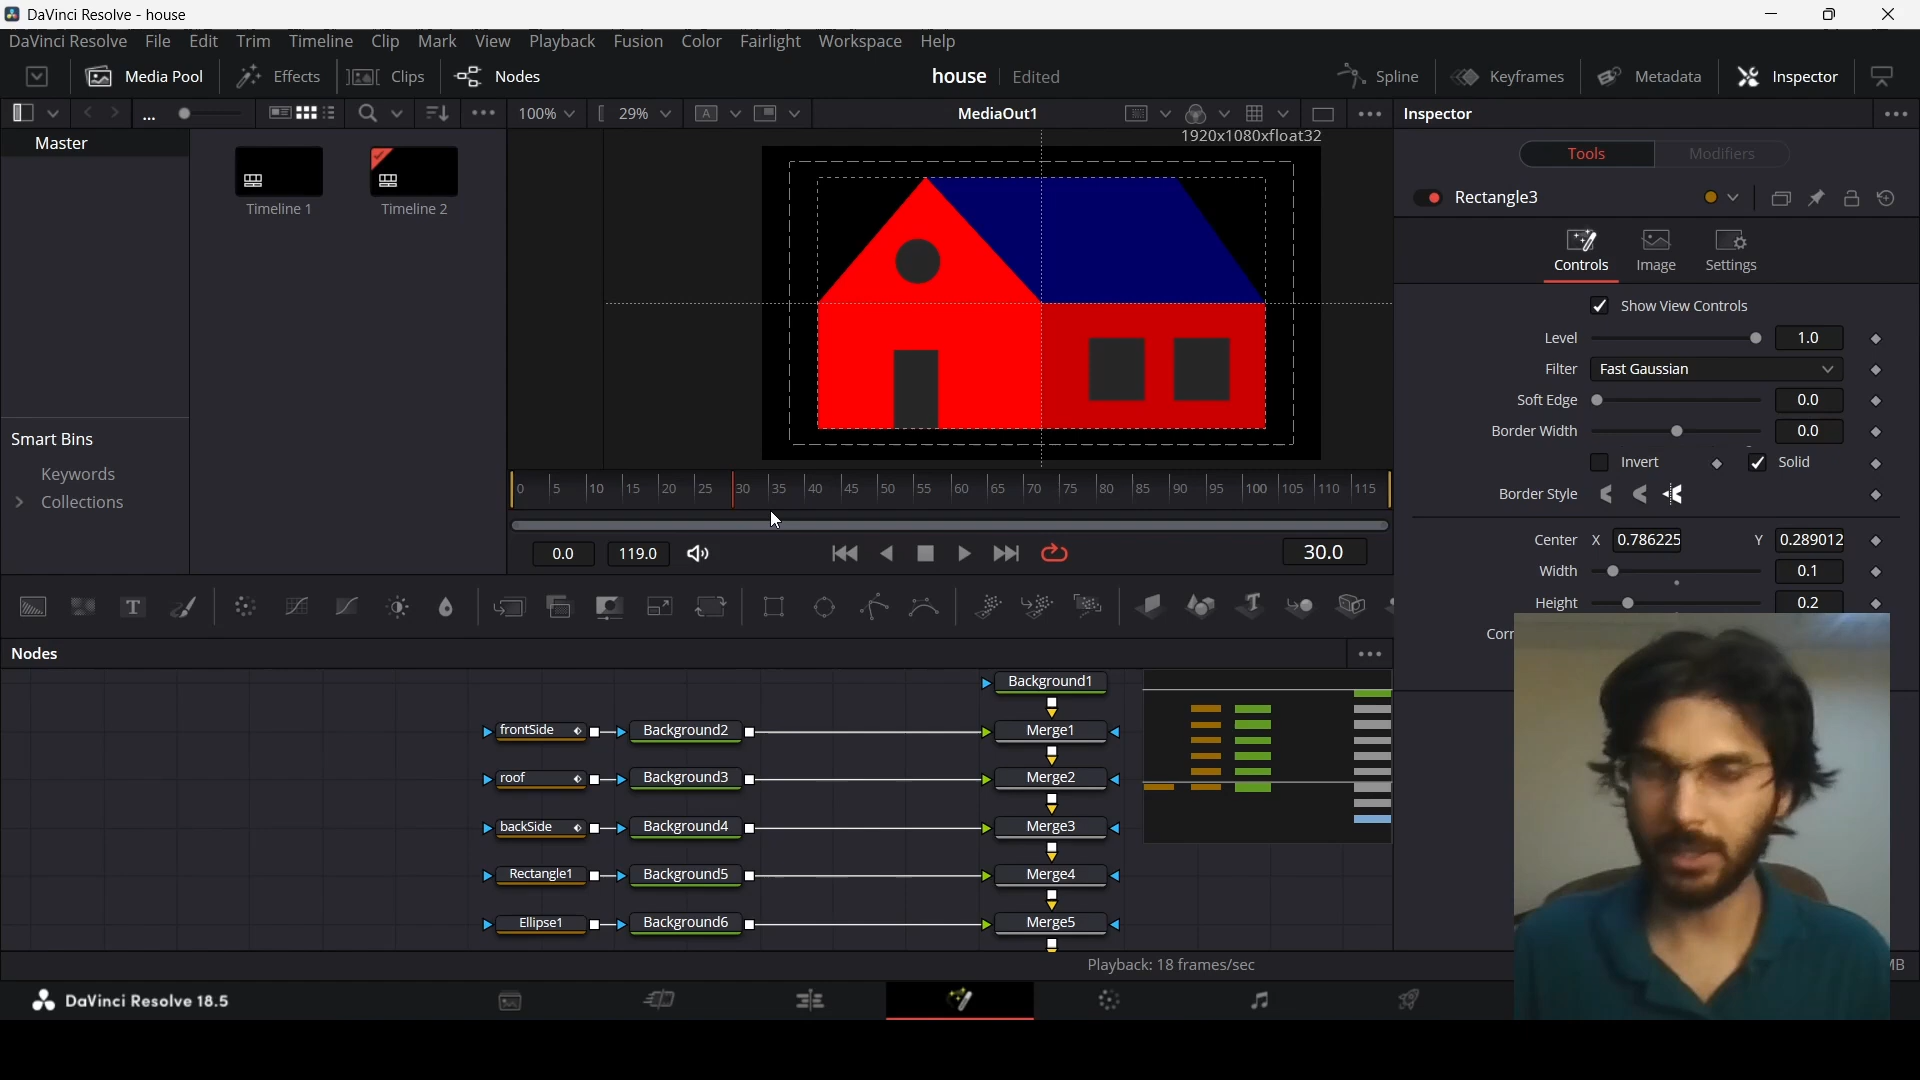 DaVinci Resolve - house
DaVinci Resolve File Edit Trim Timeline Clip Mark View Playback Fusion Color Fairlight Workspace Help
Media Pool Effects Clips Nodes house Edited Spline Keyframes Metadata Inspector
... 100% 29% A MediaOut1 Inspector
1920x1080xfloat32
Master
Timeline 1 Timeline 2
Tools Modifiers
Rectangle3
Controls Image Settings
Show View Controls
Level 1.0
Filter Fast Gaussian
Soft Edge 0.0
Border Width 0.0
Invert Solid
Border Style
Center X 0.786225 Y 0.289012
Width 0.1
Height 0.2
Corr
Smart Bins
Keywords
Collections
0 5 10 15 20 25 30 35 40 45 50 55 60 65 70 75 80 85 90 95 100 105 110 115
0.0 119.0 30.0
T T
Nodes
Background1
frontSide Background2 Merge1
roof Background3 Merge2
backSide Background4 Merge3
Rectangle1 Background5 Merge4
Ellipse1 Background6 Merge5
Playback: 18 frames/sec MB
DaVinci Resolve 18.5